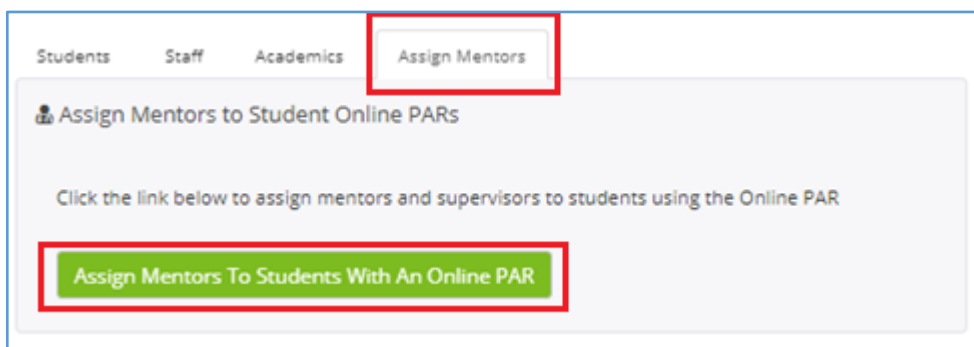 Students Staff Academics Assign Mentors
Assign Mentors to Student Online PARs
Click the link below to assign mentors and supervisors to students using the Online PAR
Assign Mentors To Students With An Online PAR